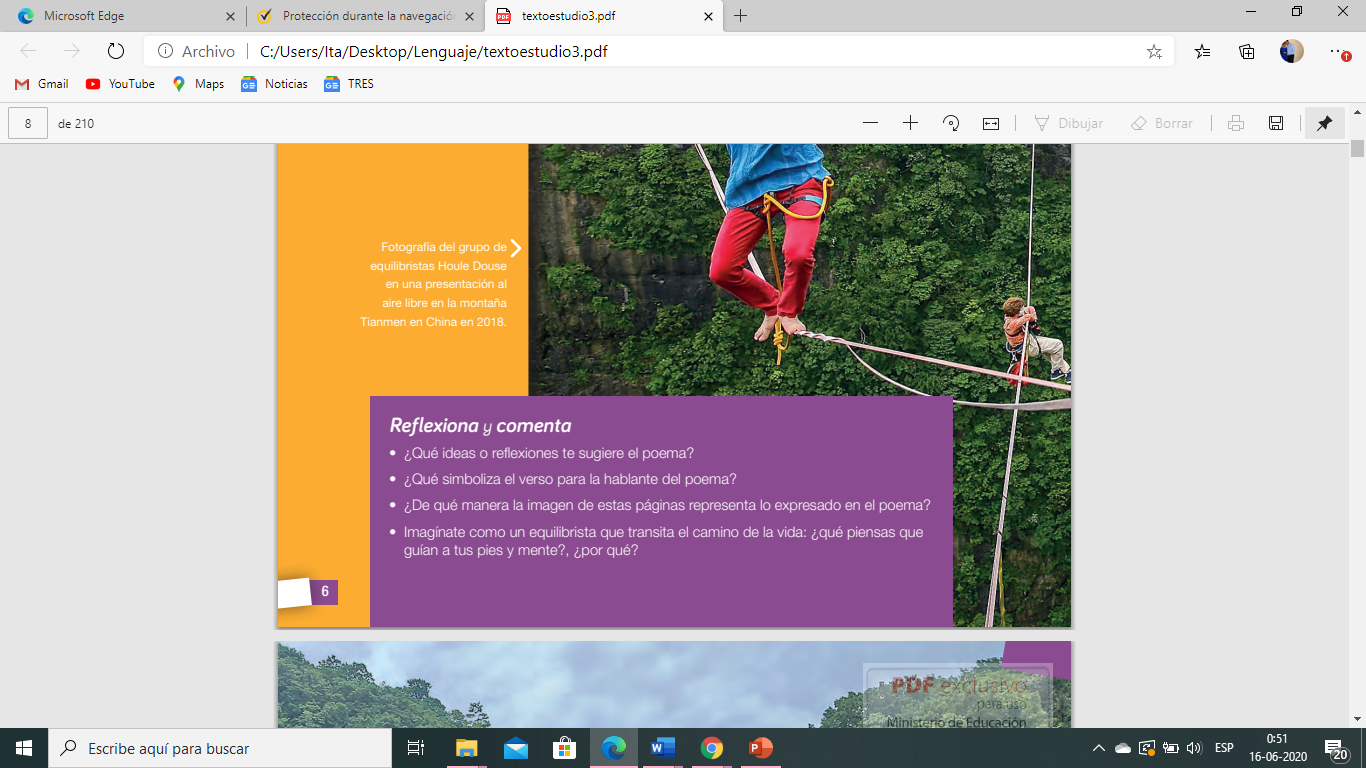 Microsoft Edge
Protección durante la navegación
textoestudio3.pdf
Archivo
C:/Users/Ita/Desktop/Lenguaje/textoestudio3.pdf
Gmail
YouTube
Maps
Noticias
TRES
8
de 210
Dibujar
Borrar
Fotografía del grupo de
equilibristas Houle Douse
en una presentación al
aire libre en la montaña
Tianmen en China en 2018.
Reflexiona y comenta
• ¿Qué ideas o reflexiones te sugiere el poema?
• ¿Qué simboliza el verso para la hablante del poema?
• ¿De qué manera la imagen de estas páginas representa lo expresado en el poema?
• Imagínate como un equilibrista que transita el camino de la vida: ¿qué piensas que
guían a tus pies y mente?, ¿por qué?
6
PDF exclusivo
para uso
Ministerio de Educación
Escribe aquí para buscar
ESP
0:51
16-06-2020
20